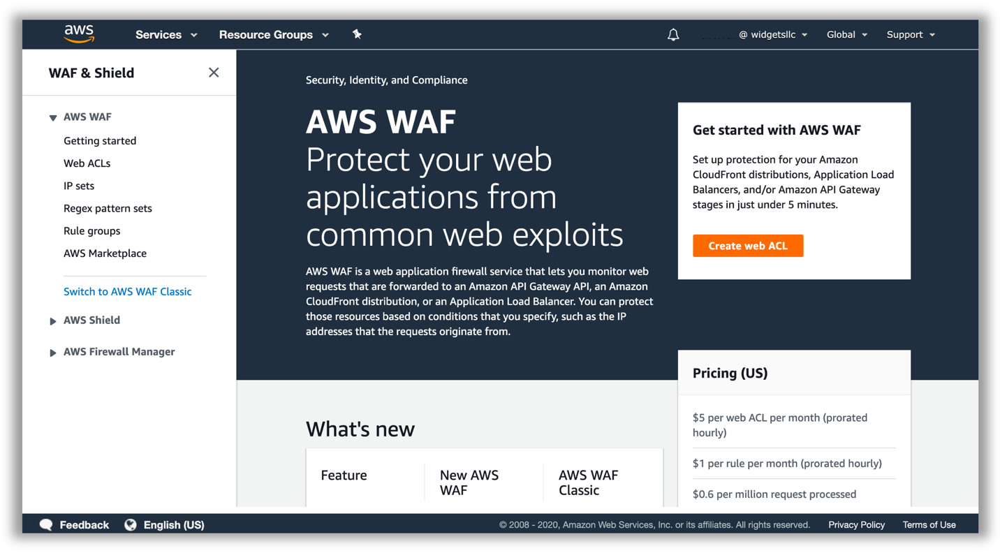 aws
Services
Resource Groups
@ widgetsllc
Global
Support
WAF & Shield
AWS WAF
Getting started
Web ACLs
IP sets
Regex pattern sets
Rule groups
AWS Marketplace
Switch to AWS WAF Classic
AWS Shield
AWS Firewall Manager
Security, Identity, and Compliance
AWS WAF
Protect your web
applications from
common web exploits
AWS WAF is a web application firewall service that lets you monitor web
requests that are forwarded to an Amazon API Gateway API, an Amazon
CloudFront distribution, or an Application Load Balancer. You can protect
those resources based on conditions that you specify, such as the IP
addresses that the requests originate from.
Get started with AWS WAF
Set up protection for your Amazon
CloudFront distributions, Application Load
Balancers, and/or Amazon API Gateway
stages in just under 5 minutes.
Create web ACL
Pricing (US)
$5 per web ACL per month (prorated
hourly)
$1 per rule per month (prorated hourly)
$0.6 per million request processed
What's new
Feature
New AWS
WAF
AWS WAF
Classic
Feedback
English (US)
© 2008 - 2020, Amazon Web Services, Inc. or its affiliates. All rights reserved.
Privacy Policy
Terms of Use